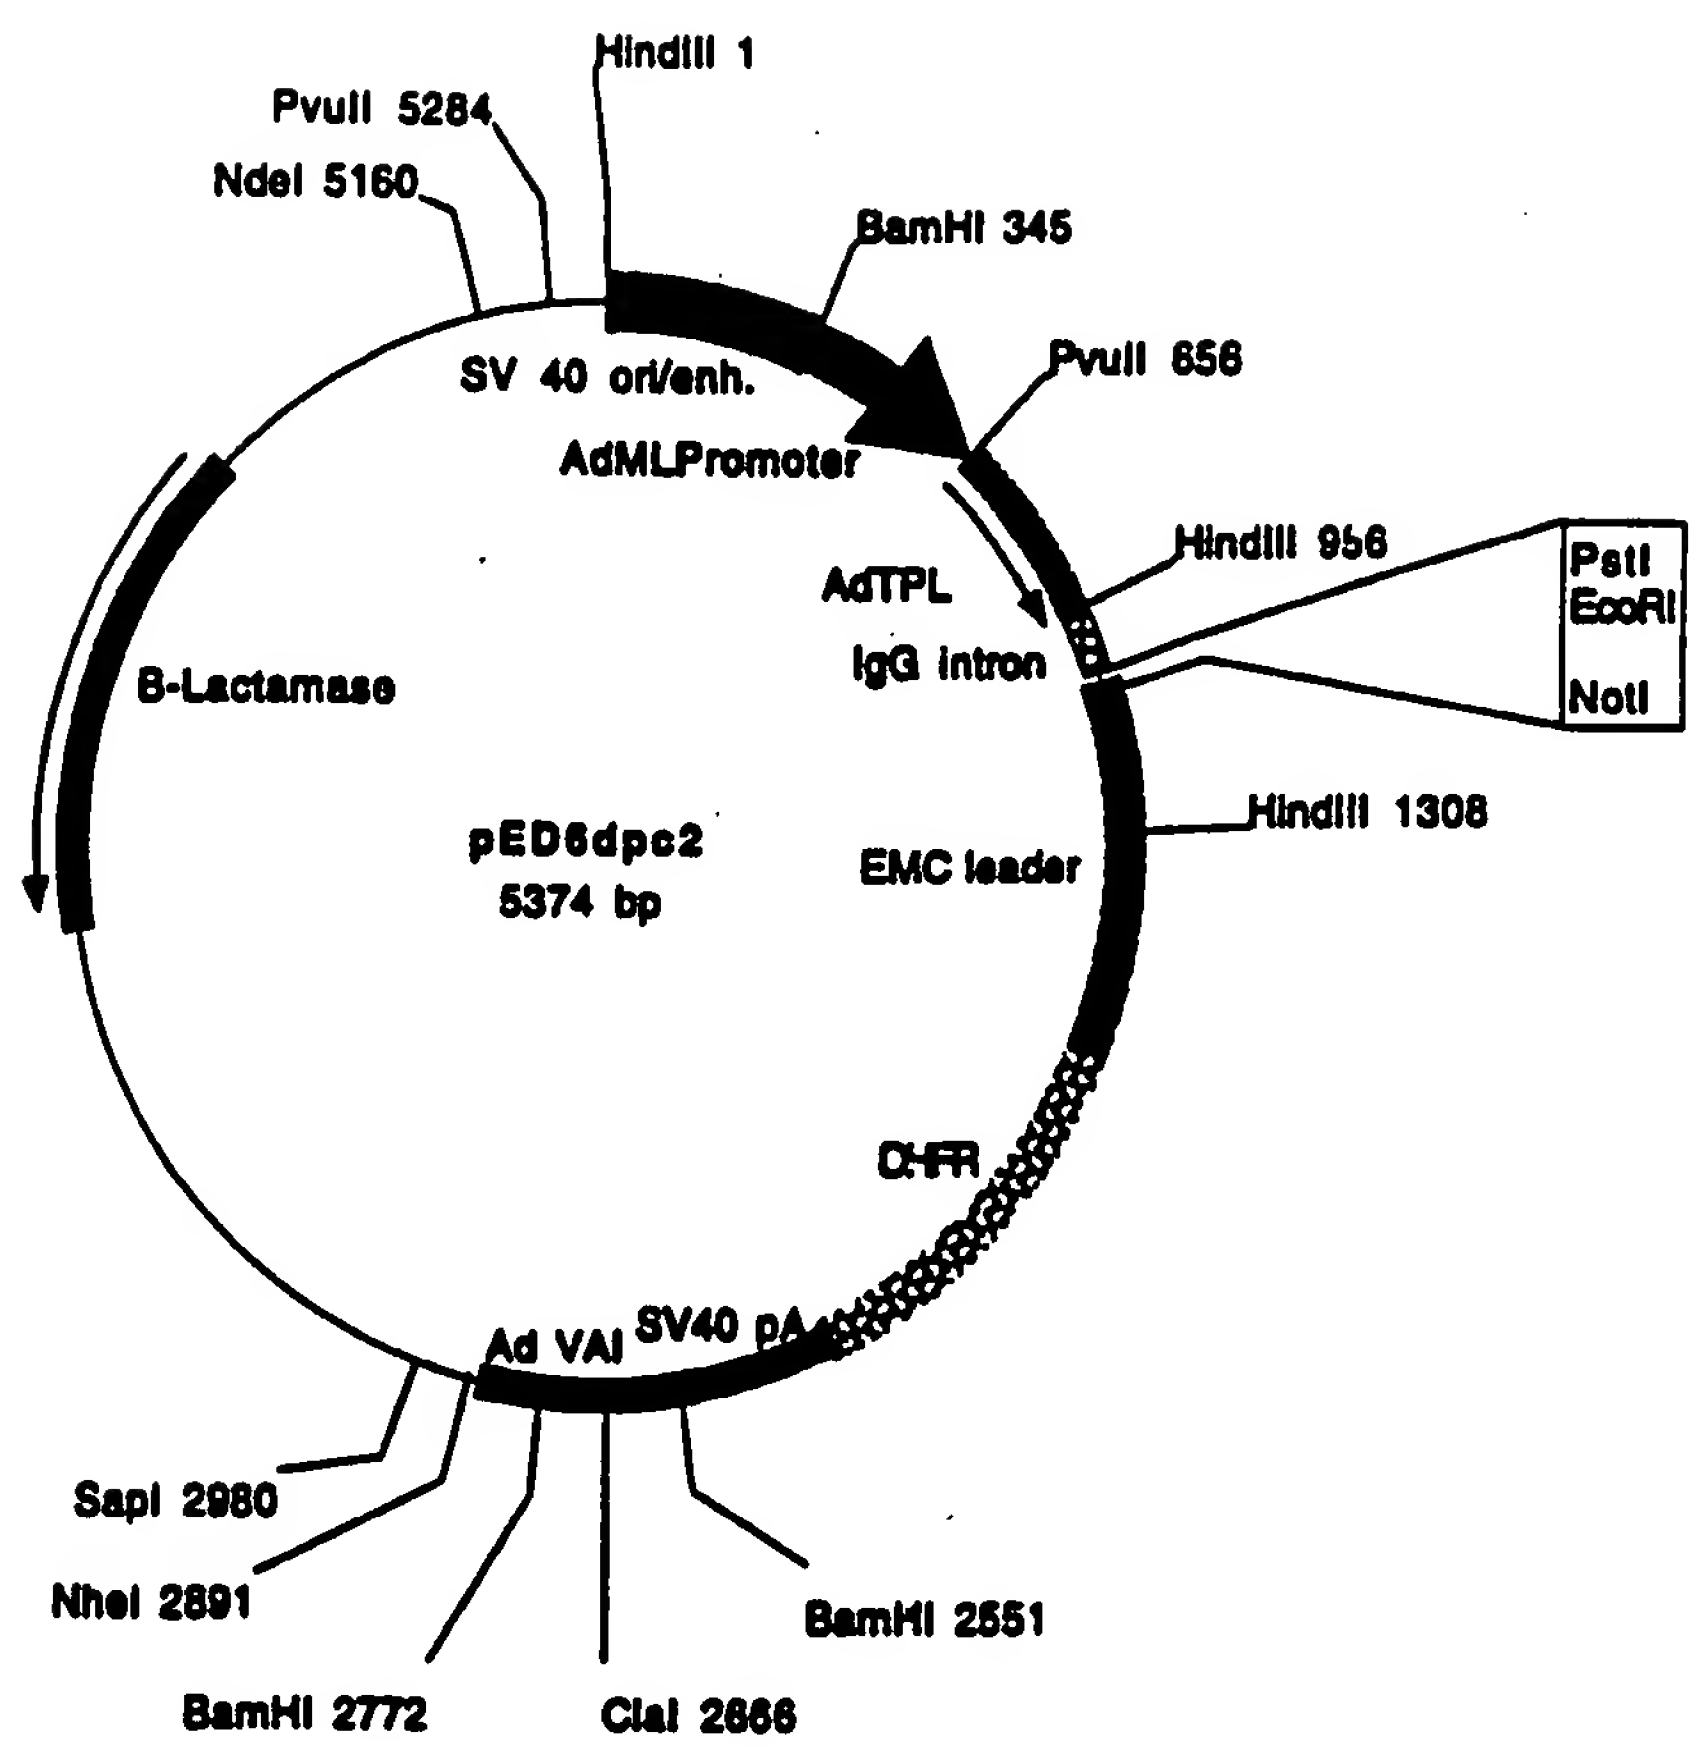 HindIII 1
PvuII 5284
NdeI 5160
BamHI 345
SV 40 ori/enh.
PvuII 656
AdMLPromoter
HindIII 956
PstI
EcoRI
NotI
AdTPL
IgG intron
B-Lactamase
HindIII 1308
pED6dpc2
5374 bp
EMC leader
DHFR
SV40 pA
Ad VAI
SapI 2980
NheI 2891
BamHI 2551
BamHI 2772
ClaI 2666